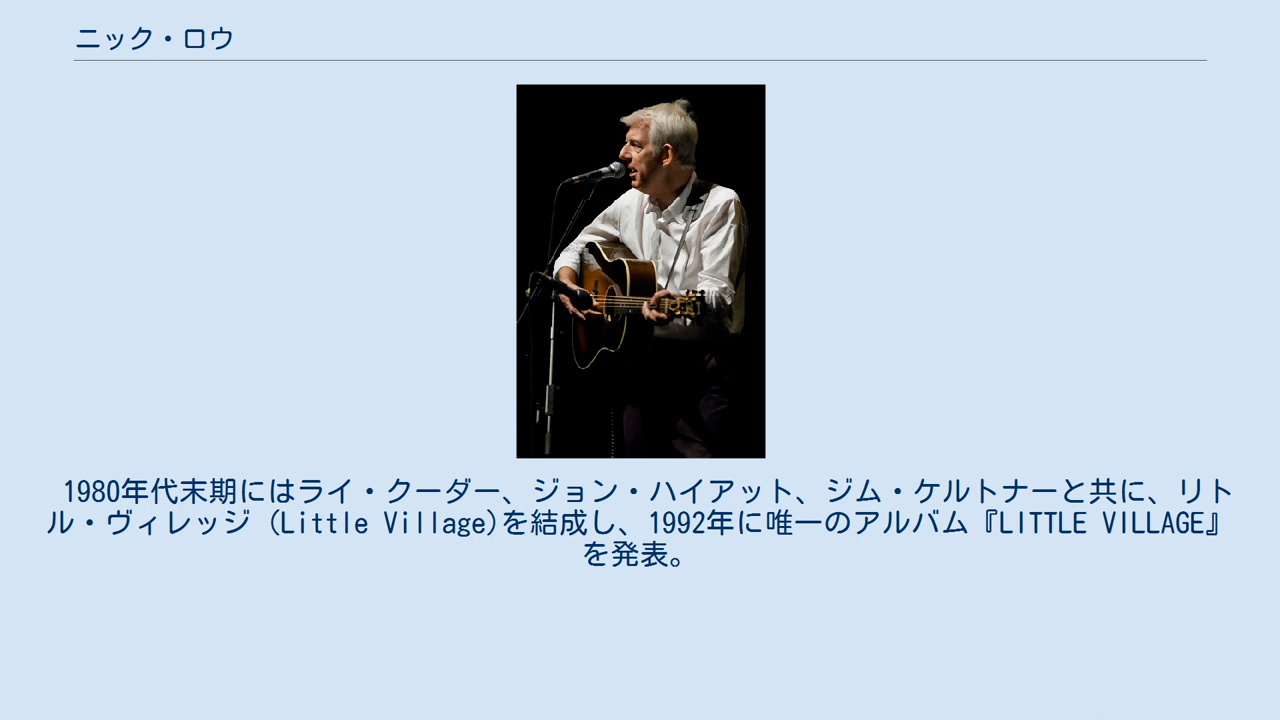 ニック・ロウ
1980年代末期にはライ・クーダー、ジョン・ハイアット、ジム・ケルトナーと共に、リト
ル・ヴィレッジ (Little Village)を結成し、1992年に唯一のアルバム『LITTLE VILLAGE』
を発表。